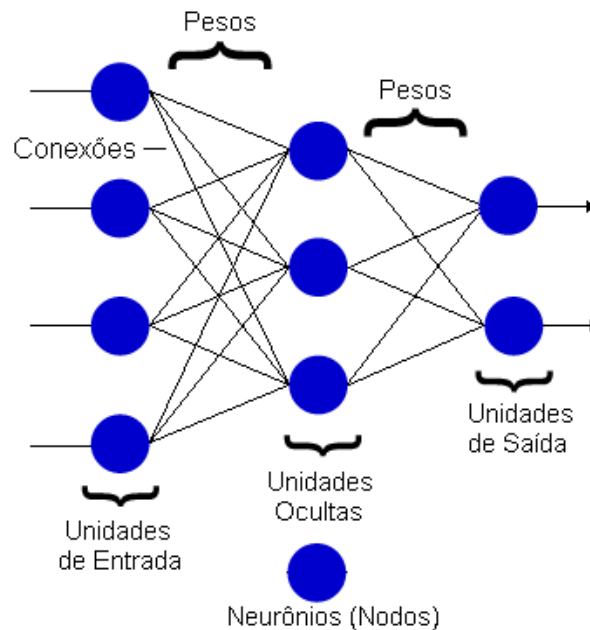 Pesos
Pesos
Conexões
Unidades
de Saída
Unidades
Ocultas
Unidades
de Entrada
Neurônios (Nodos)